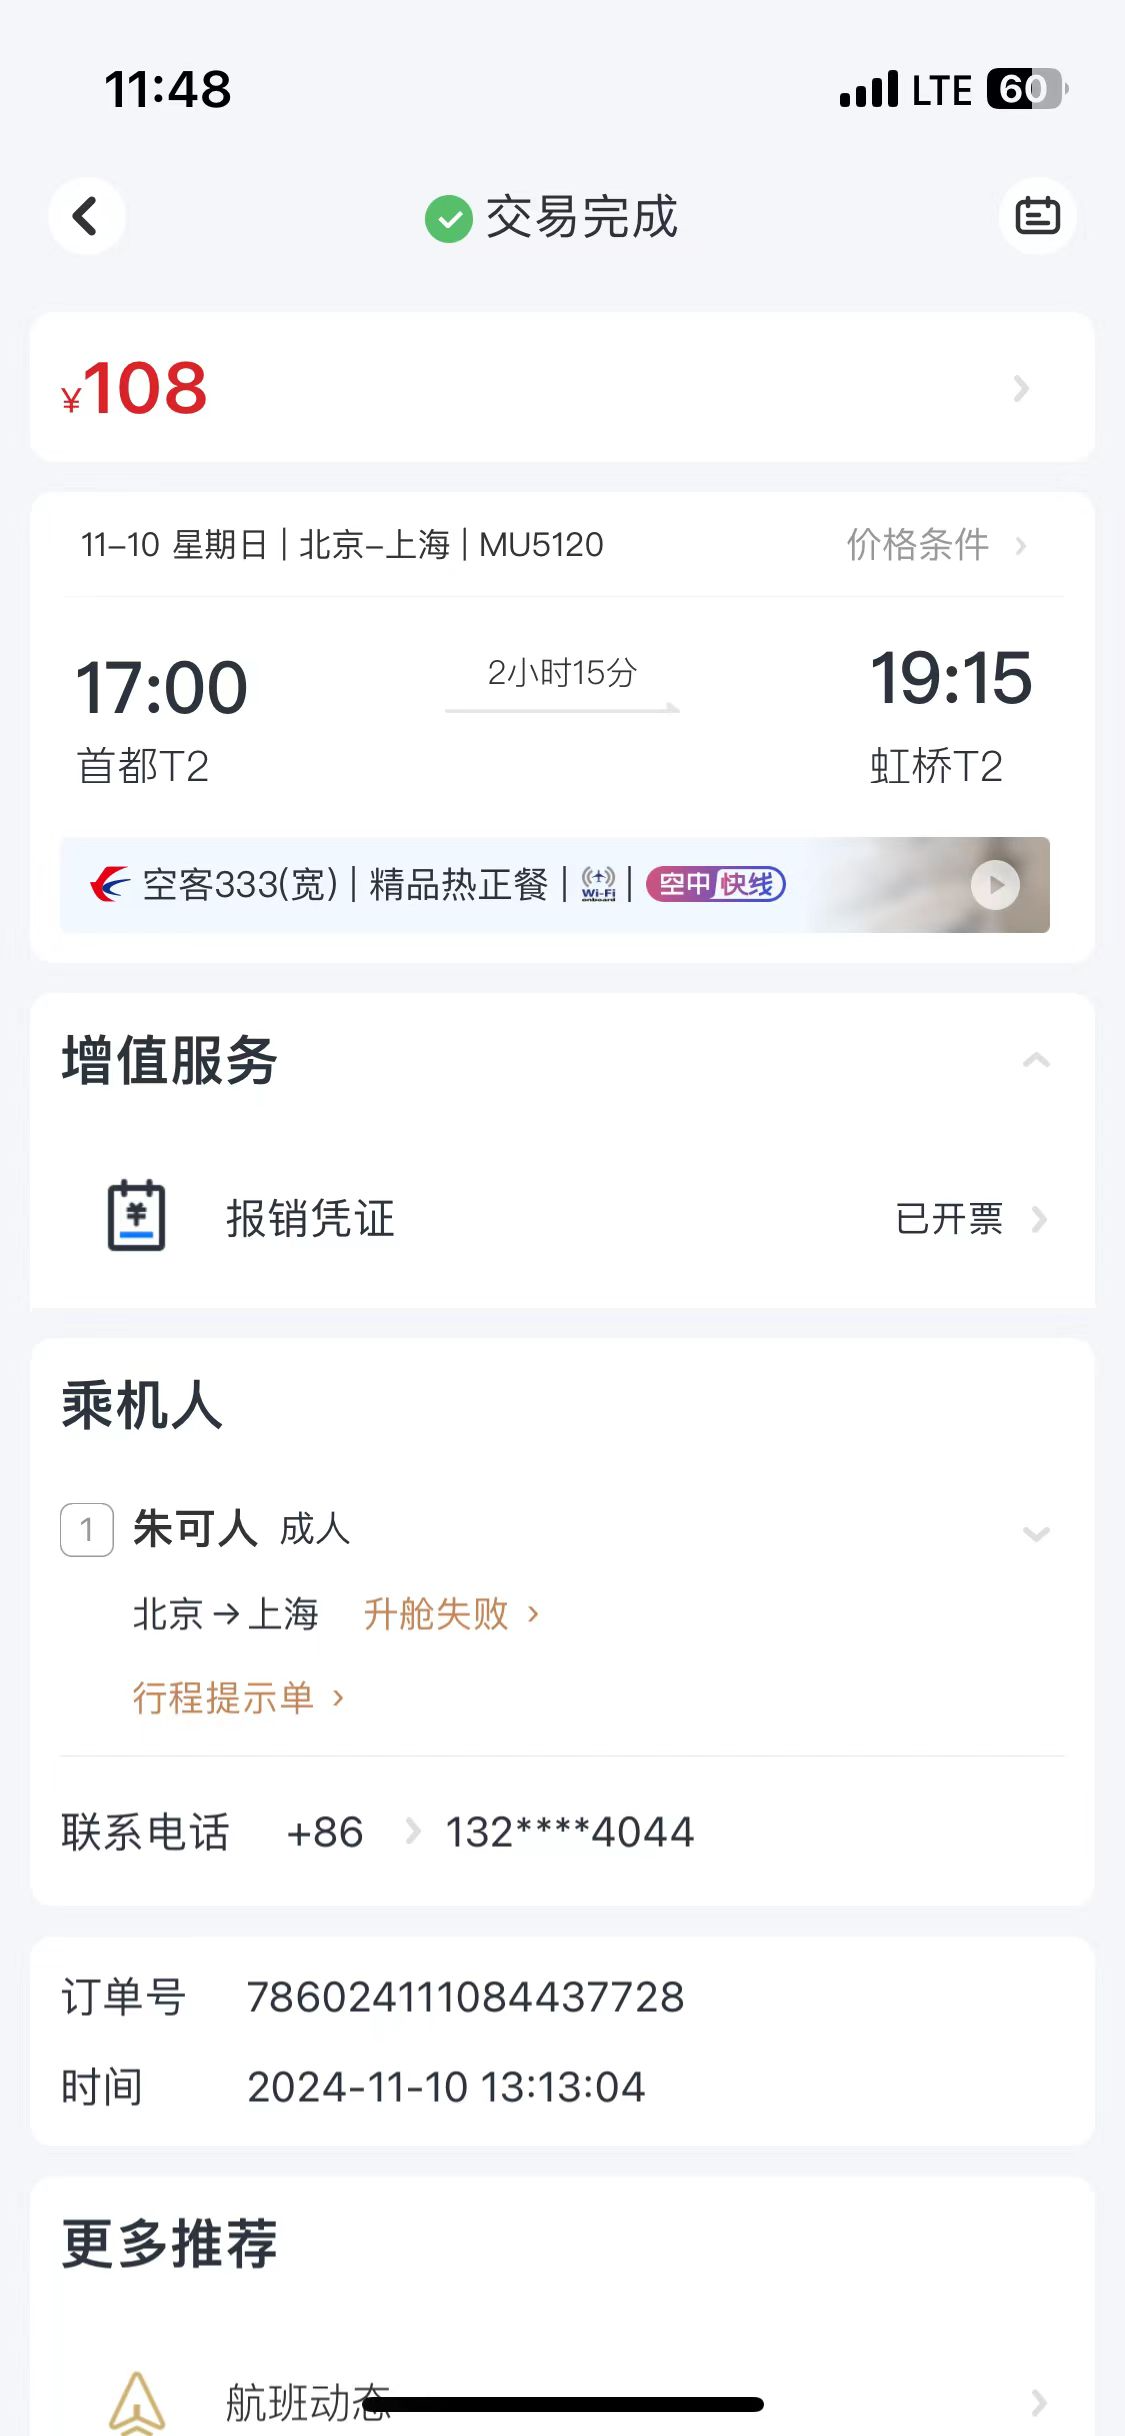 11:48 LTE 60
交易完成
¥108
11-10 星期日 | 北京-上海 | MU5120 价格条件
17:00 2小时15分 19:15
首都T2 虹桥T2
空客333(宽) | 精品热正餐 | Wi-Fi onboard | 空中快线
增值服务
报销凭证 已开票
乘机人
1 朱可人 成人
北京→上海 升舱失败
行程提示单
联系电话 +86 132****4044
订单号 786024111084437728
时间 2024-11-10 13:13:04
更多推荐
航班动态